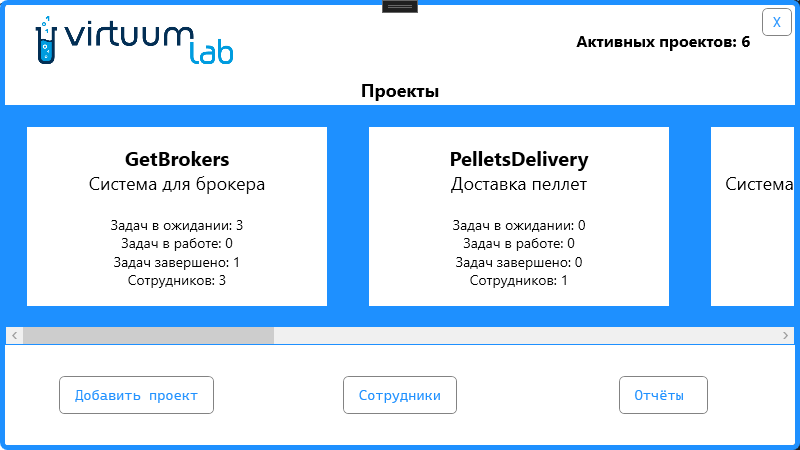 virtuum
lab
Активных проектов: 6
X
Проекты
GetBrokers
Система для брокера
Задач в ожидании: 3
Задач в работе: 0
Задач завершено: 1
Сотрудников: 3
PelletsDelivery
Доставка пеллет
Задач в ожидании: 0
Задач в работе: 0
Задач завершено: 0
Сотрудников: 1
Система
Добавить проект
Сотрудники
Отчёты